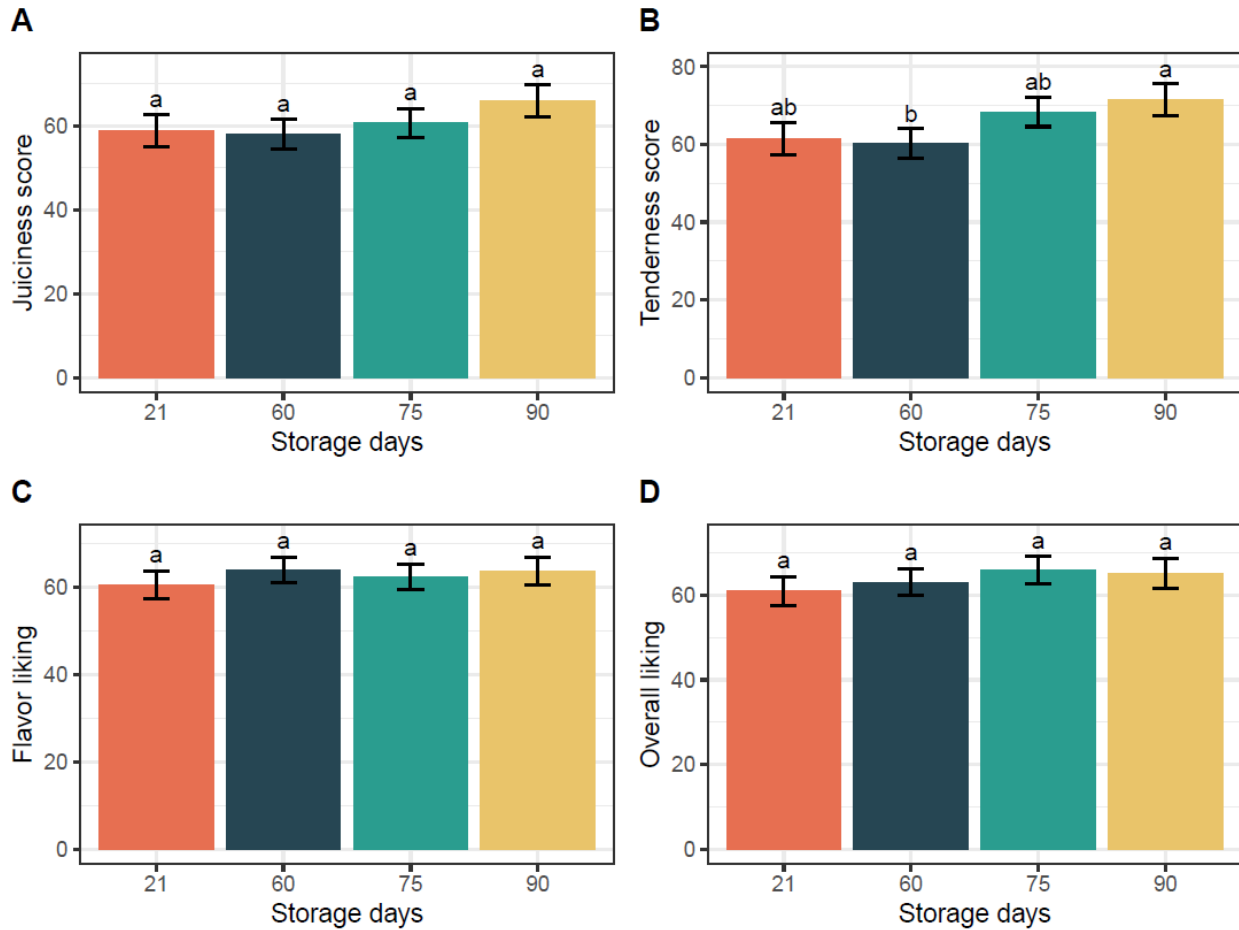 A
Juiciness score
60
40
20
0
a
a
a
a
21
60
75
90
Storage days
B
Tenderness score
80
60
40
20
0
ab
b
ab
a
21
60
75
90
Storage days
C
Flavor liking
60
40
20
0
a
a
a
a
21
60
75
90
Storage days
D
Overall liking
60
40
20
0
a
a
a
a
21
60
75
90
Storage days